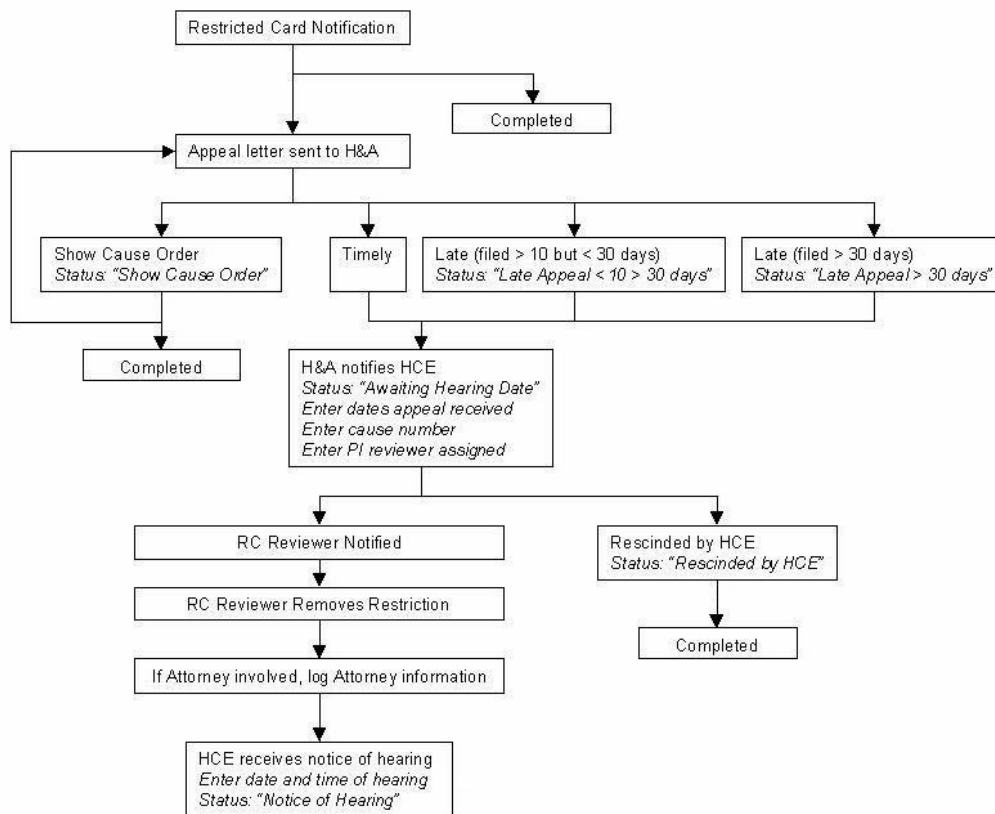 Restricted Card Notification
Completed
Appeal letter sent to H&A
Show Cause Order
Status: "Show Cause Order"
Timely
Late (filed > 10 but < 30 days)
Status: "Late Appeal < 10 > 30 days"
Late (filed > 30 days)
Status: "Late Appeal > 30 days"
Completed
H&A notifies HCE
Status: "Awaiting Hearing Date"
Enter dates appeal received
Enter cause number
Enter PI reviewer assigned
RC Reviewer Notified
Rescinded by HCE
Status: "Rescinded by HCE"
RC Reviewer Removes Restriction
Completed
If Attorney involved, log Attorney information
HCE receives notice of hearing
Enter date and time of hearing
Status: "Notice of Hearing"